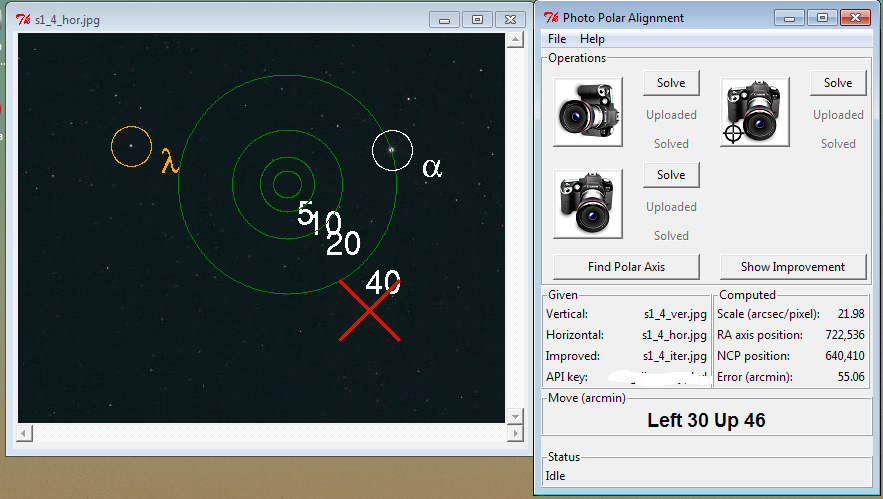 s1_4_hor.jpg
λ
α
5
10
20
40
Photo Polar Alignment
File Help
Operations
Solve
Uploaded
Solved
Solve
Uploaded
Solved
Solve
Uploaded
Solved
Find Polar Axis
Show Improvement
Given
Vertical: s1_4_ver.jpg
Horizontal: s1_4_hor.jpg
Improved: s1_4_iter.jpg
API key:
Computed
Scale (arcsec/pixel): 21.98
RA axis position: 722,536
NCP position: 640,410
Error (arcmin): 55.06
Move (arcmin)
Left 30 Up 46
Status
Idle